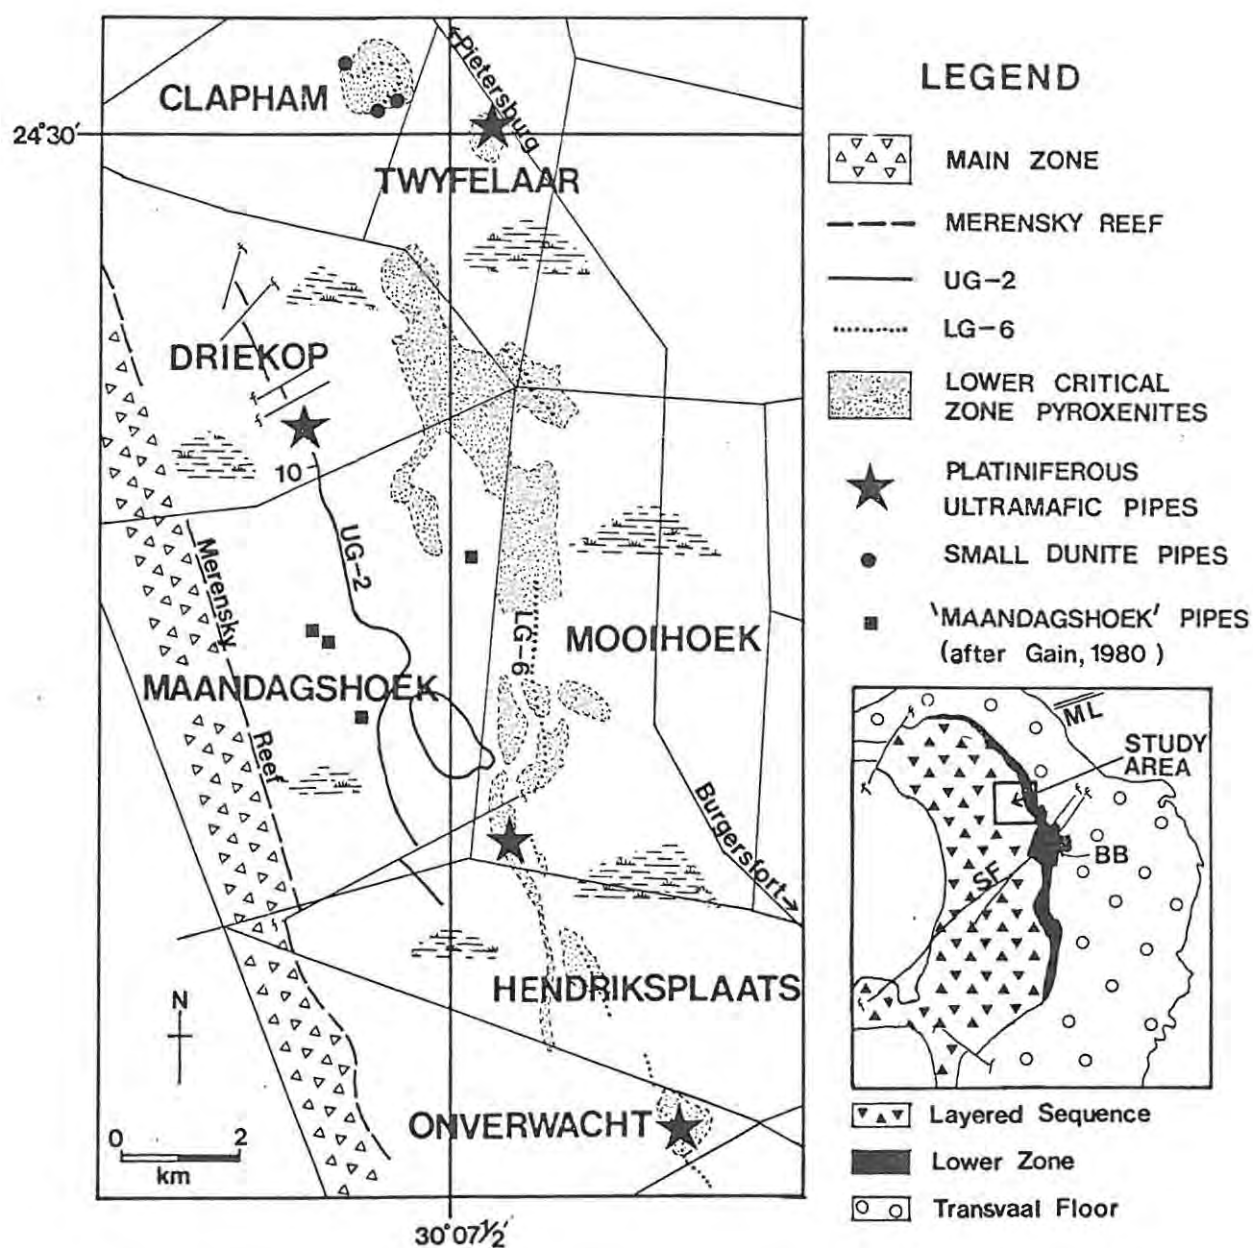 Pietersburg
CLAPHAM
24°30'
TWYFELAAR
DRIEKOP
10
UG-2
Merensky
LG-6
MOOIHOEK
MAANDAGSHOEK
Reef
Burgersfort
HENDRIKSPLAATS
N
ONVERWACHT
0 2
km
30°07½'
LEGEND
MAIN ZONE
MERENSKY REEF
UG-2
LG-6
LOWER CRITICAL
ZONE PYROXENITES
PLATINIFEROUS
ULTRAMAFIC PIPES
SMALL DUNITE PIPES
'MAANDAGSHOEK' PIPES
(after Gain, 1980)
ML
STUDY
AREA
BB
SF
Layered Sequence
Lower Zone
Transvaal Floor